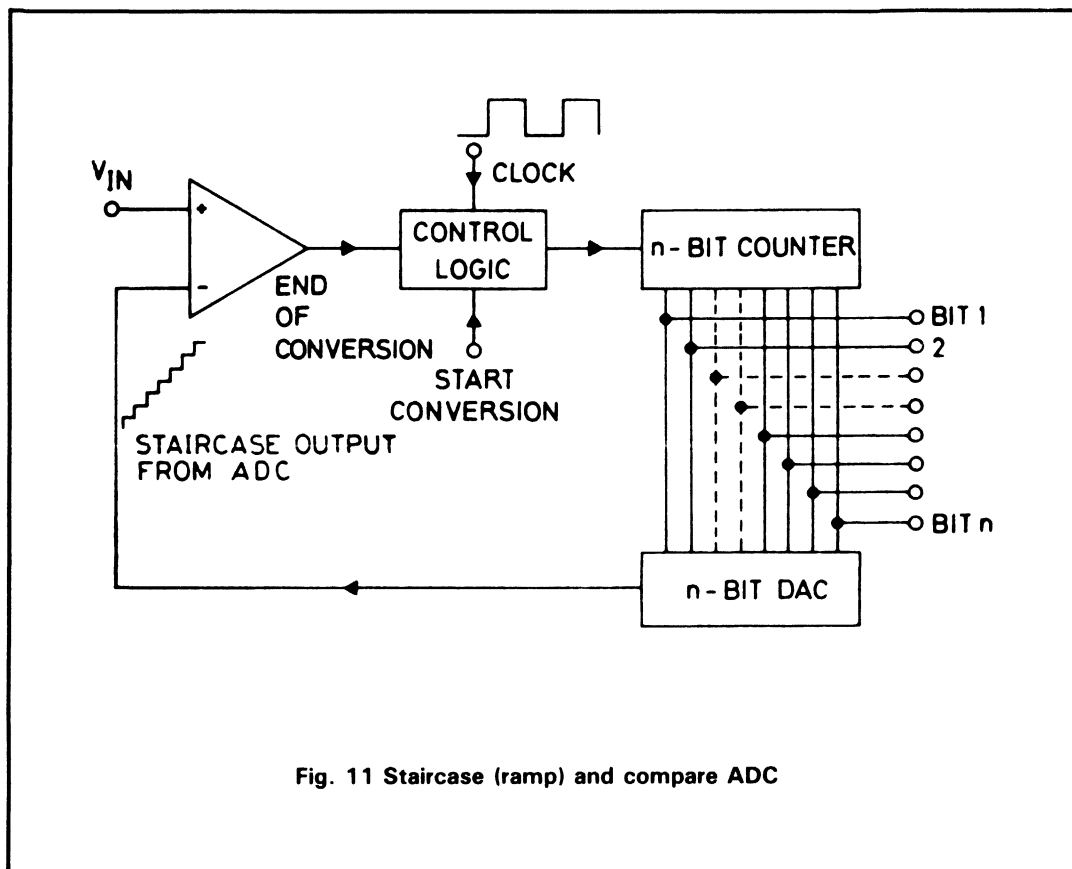 V_IN
+
−
END
OF
CONVERSION
STAIRCASE OUTPUT
FROM ADC
CLOCK
CONTROL
LOGIC
START
CONVERSION
n-BIT COUNTER
BIT 1
2
BIT n
n-BIT DAC
Fig. 11 Staircase (ramp) and compare ADC